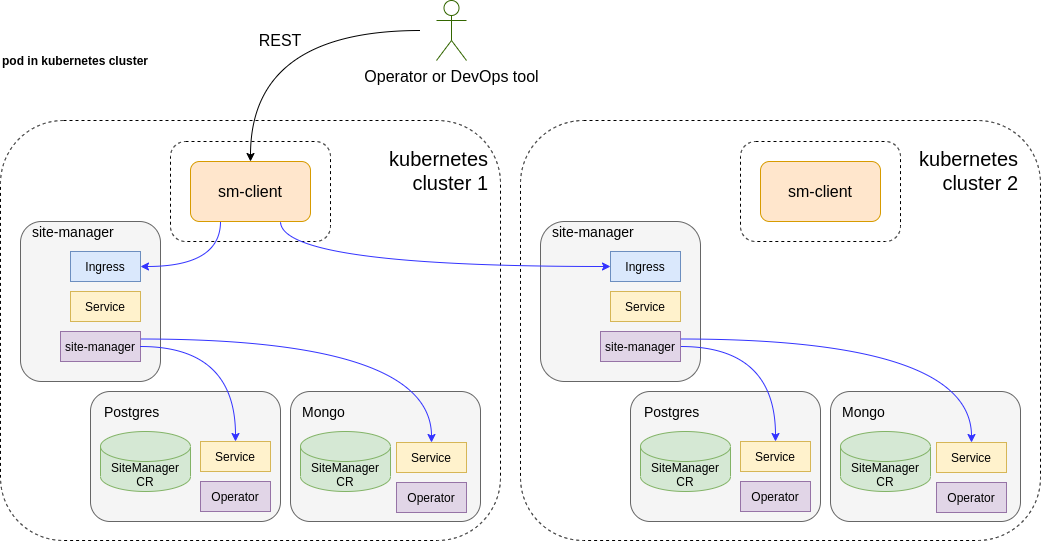 REST
Operator or DevOps tool
pod in kubernetes cluster
kubernetes
cluster 1
sm-client
site-manager
Ingress
Service
site-manager
Postgres
SiteManager
CR
Service
Operator
Mongo
SiteManager
CR
Service
Operator
kubernetes
cluster 2
sm-client
site-manager
Ingress
Service
site-manager
Postgres
SiteManager
CR
Service
Operator
Mongo
SiteManager
CR
Service
Operator